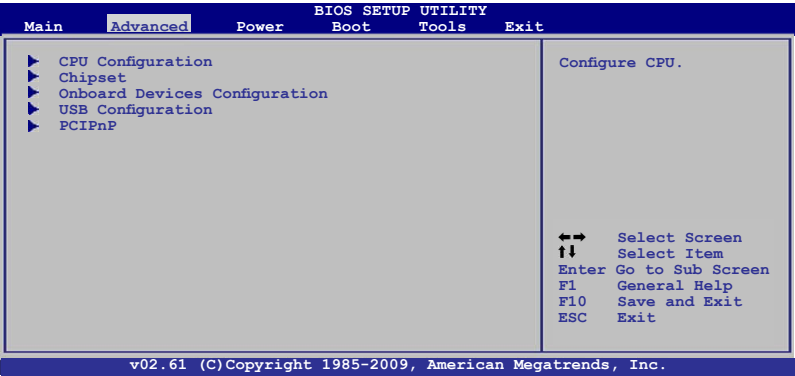 BIOS SETUP UTILITY
Main Advanced Power Boot Tools Exit
CPU Configuration
Chipset
Onboard Devices Configuration
USB Configuration
PCIPnP
Configure CPU.
←→ Select Screen
↑↓ Select Item
Enter Go to Sub Screen
F1 General Help
F10 Save and Exit
ESC Exit
v02.61 (C)Copyright 1985-2009, American Megatrends, Inc.